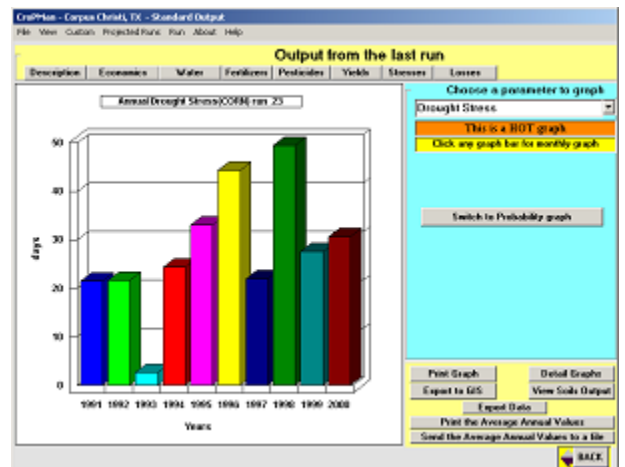 CroPMan - Corpus Christi, TX - Standard Output
File View Custom Projected Runs Run About Help
Output from the last run
Description Economics Water Fertilizers Pesticides Yields Stresses Losses
Annual Drought Stress(CORN) run 23
Choose a parameter to graph
Drought Stress
This is a HOT graph
Click any graph bar for monthly graph
Switch to Probability graph
50
40
30
20
10
0
days
1991 1992 1993 1994 1995 1996 1997 1998 1999 2000
Years
Print Graph Detail Graphs
Export to GIS View Soils Output
Export Data
Print the Average Annual Values
Send the Average Annual Values to a file
BACK